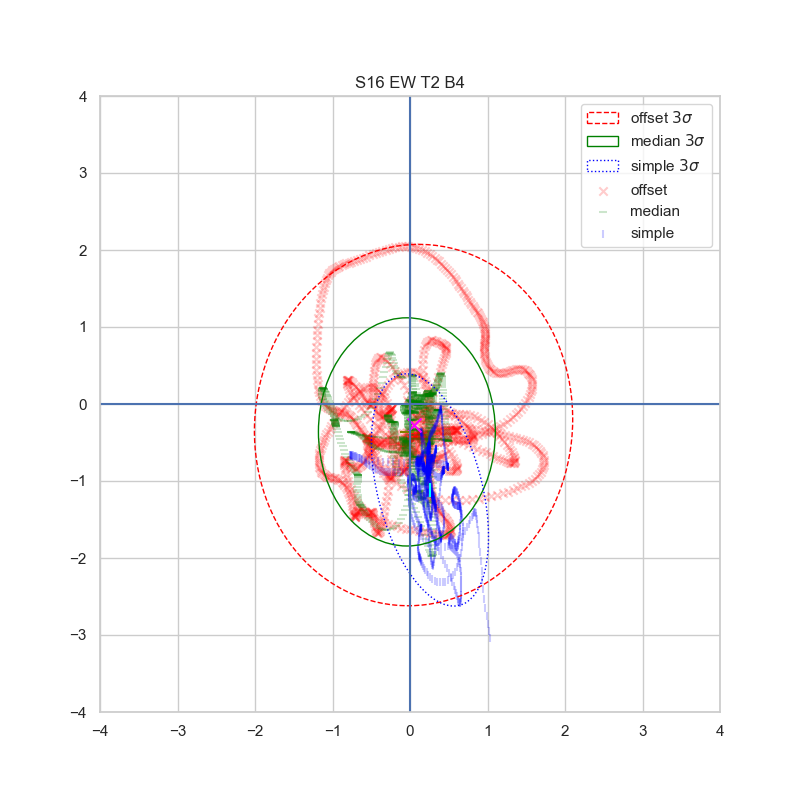 S16 EW T2 B4
offset 3σ
median 3σ
simple 3σ
offset
median
simple
4
3
2
1
0
−1
−2
−3
−4
−4 −3 −2 −1 0 1 2 3 4